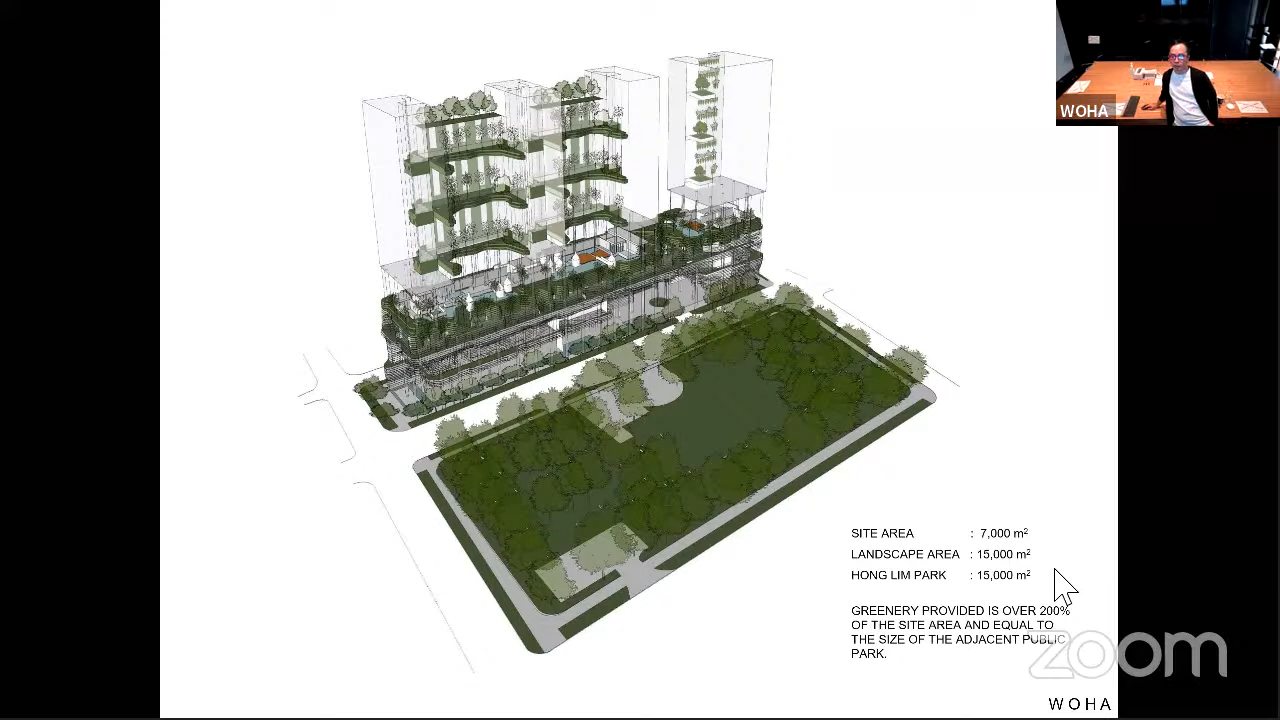 WOHA
SITE AREA : 7,000 m²
LANDSCAPE AREA : 15,000 m²
HONG LIM PARK : 15,000 m²
GREENERY PROVIDED IS OVER 200%
OF THE SITE AREA AND EQUAL TO
THE SIZE OF THE ADJACENT PUBLIC
PARK.
zoom
WOHA